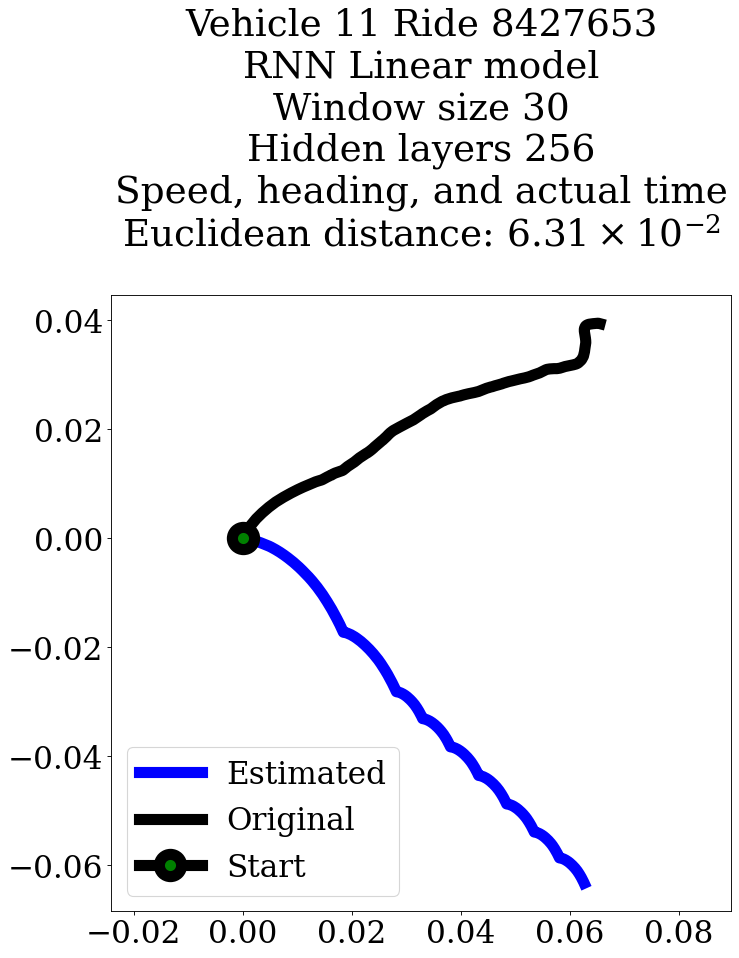 Vehicle 11 Ride 8427653
RNN Linear model
Window size 30
Hidden layers 256
Speed, heading, and actual time
Euclidean distance: 6.31 × 10⁻²
0.04
0.02
0.00
−0.02
−0.04
−0.06
Estimated
Original
Start
−0.02 0.00 0.02 0.04 0.06 0.08